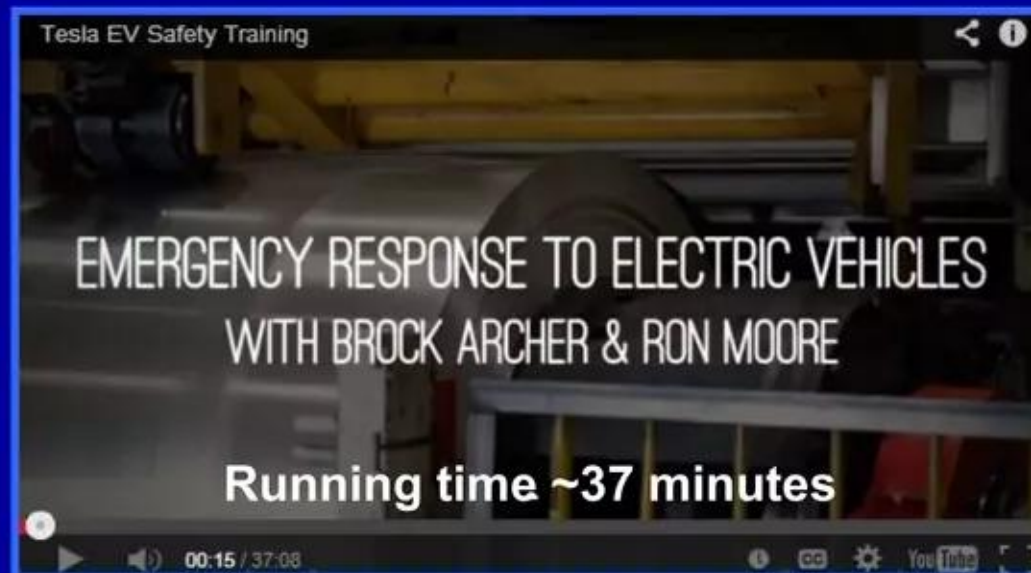 Tesla EV Safety Training
EMERGENCY RESPONSE TO ELECTRIC VEHICLES
WITH BROCK ARCHER & RON MOORE
Running time ~37 minutes
00:15 / 37:08
CC YouTube